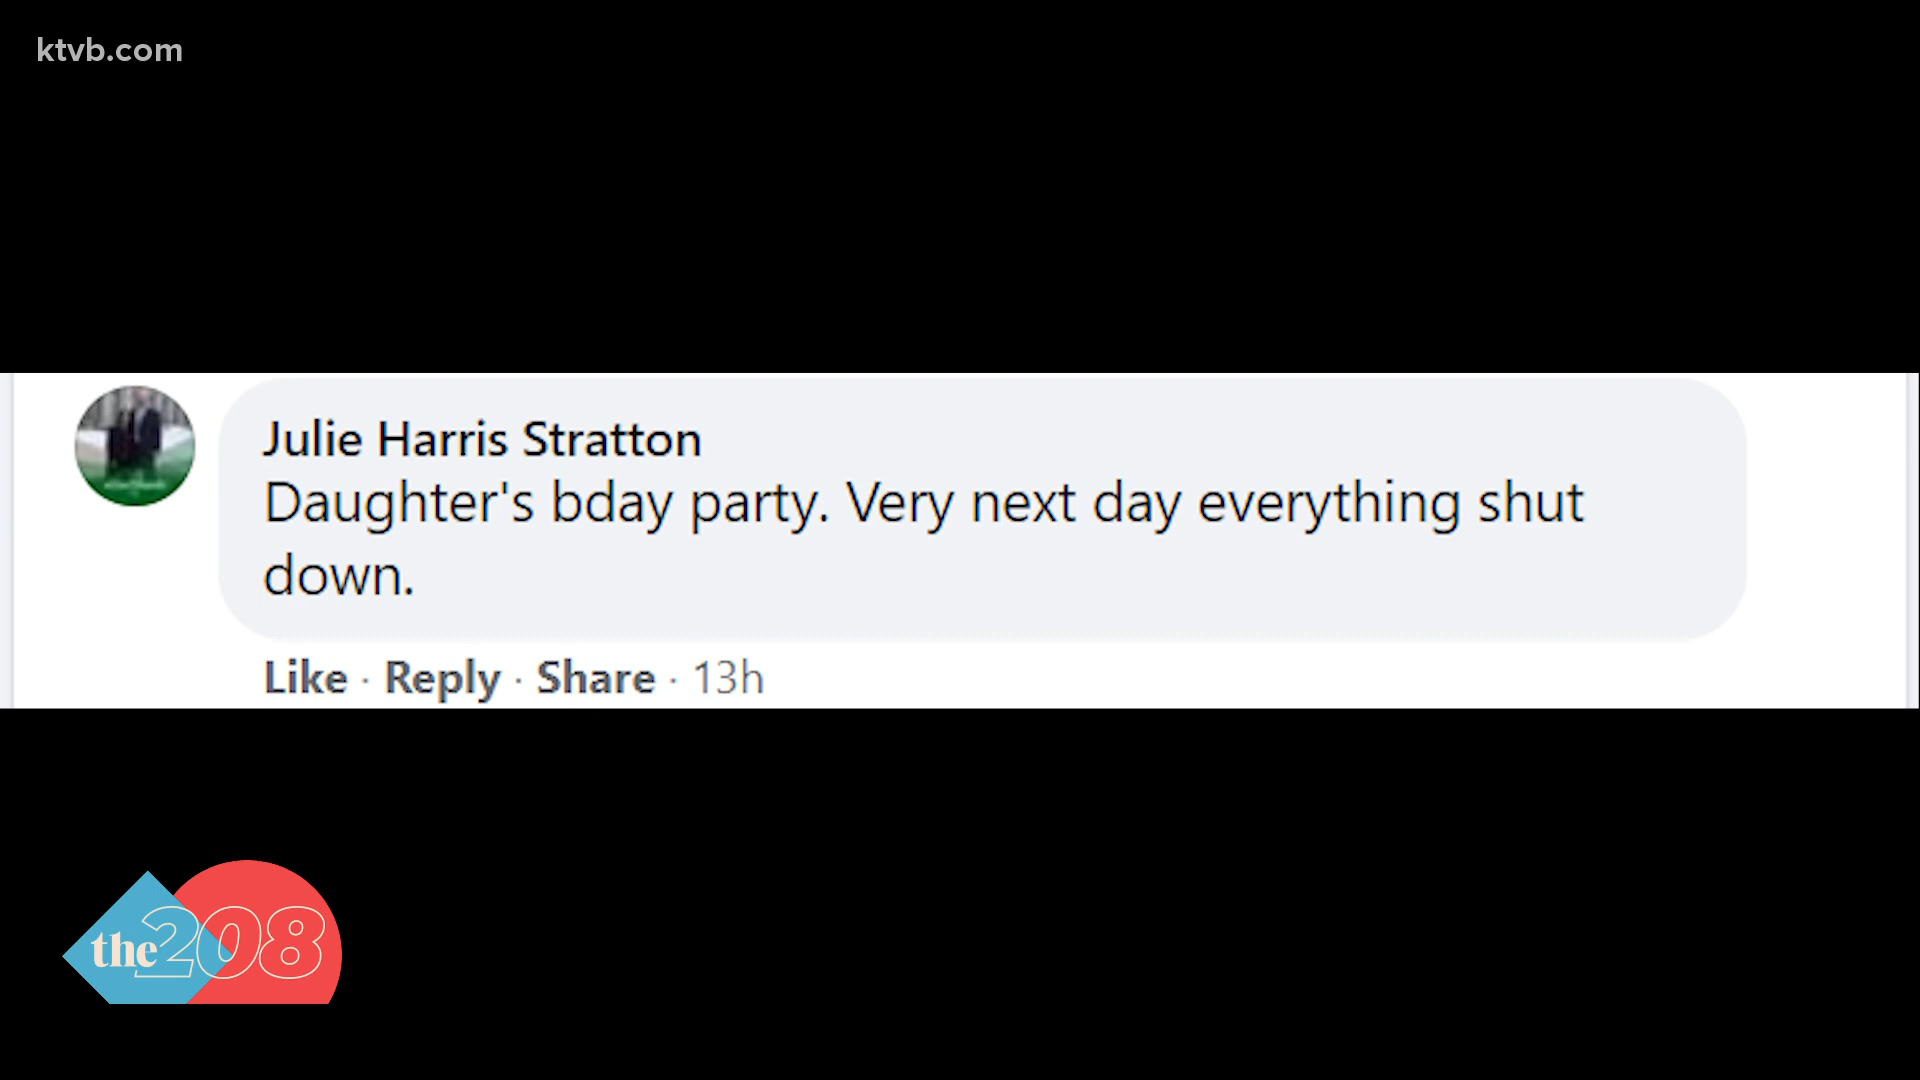 ktvb.com
Julie Harris Stratton
Daughter's bday party. Very next day everything shut
down.
Like · Reply · Share · 13h
the208